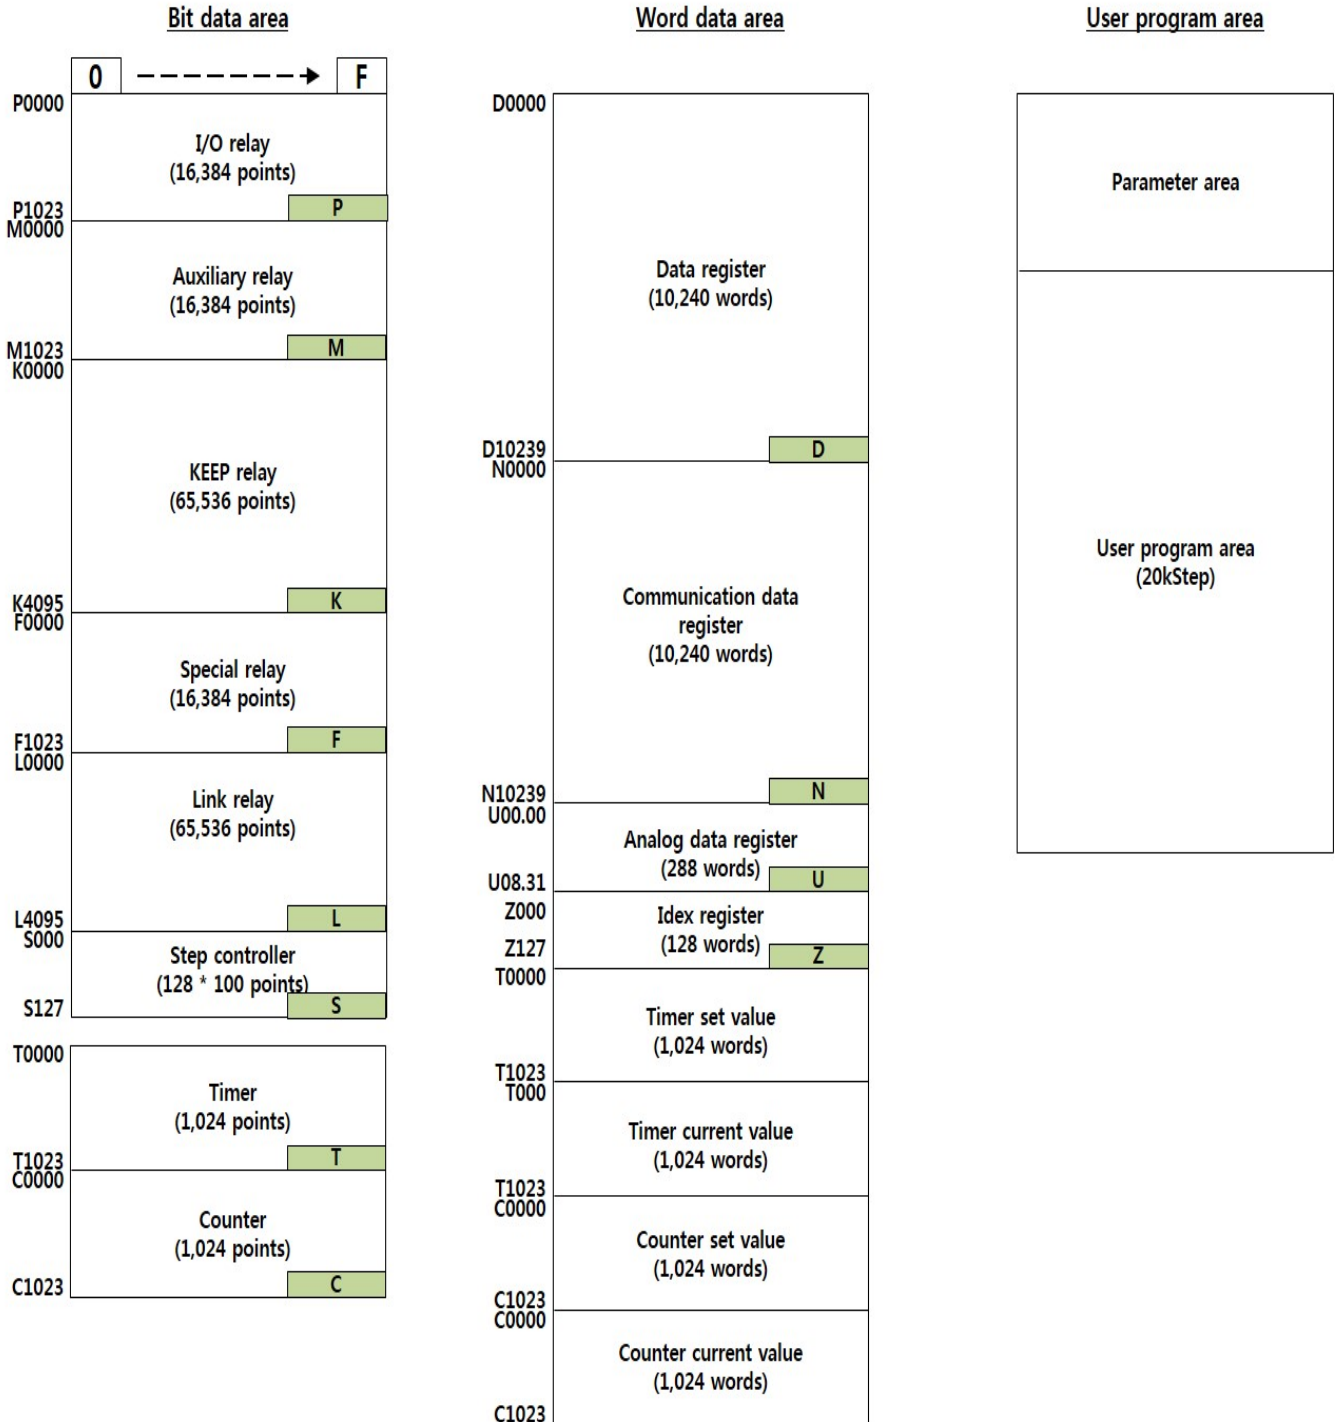 Bit data area
0
F
P0000
I/O relay
(16,384 points)
P
P1023
M0000
Auxiliary relay
(16,384 points)
M
M1023
K0000
KEEP relay
(65,536 points)
K
K4095
F0000
Special relay
(16,384 points)
F
F1023
L0000
Link relay
(65,536 points)
L
L4095
S000
Step controller
(128 * 100 points)
S
S127
T0000
Timer
(1,024 points)
T
T1023
C0000
Counter
(1,024 points)
C
C1023
Word data area
D0000
Data register
(10,240 words)
D
D10239
N0000
Communication data
register
(10,240 words)
N
N10239
U00.00
Analog data register
(288 words)
U
U08.31
Z000
Idex register
(128 words)
Z127
Z
T0000
Timer set value
(1,024 words)
T1023
T000
Timer current value
(1,024 words)
T1023
C0000
Counter set value
(1,024 words)
C1023
C0000
Counter current value
(1,024 words)
C1023
User program area
Parameter area
User program area
(20kStep)